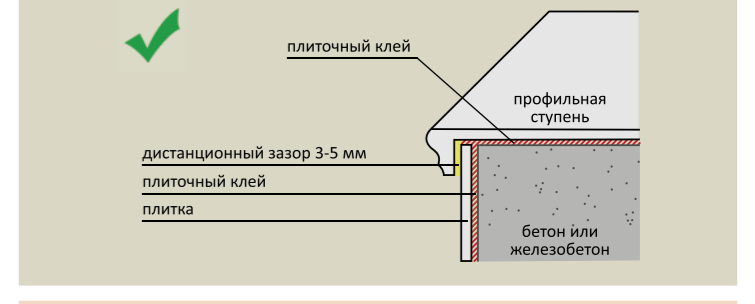 плиточный клей
профильная
ступень
дистанционный зазор 3-5 мм
плиточный клей
плитка
бетон или
железобетон